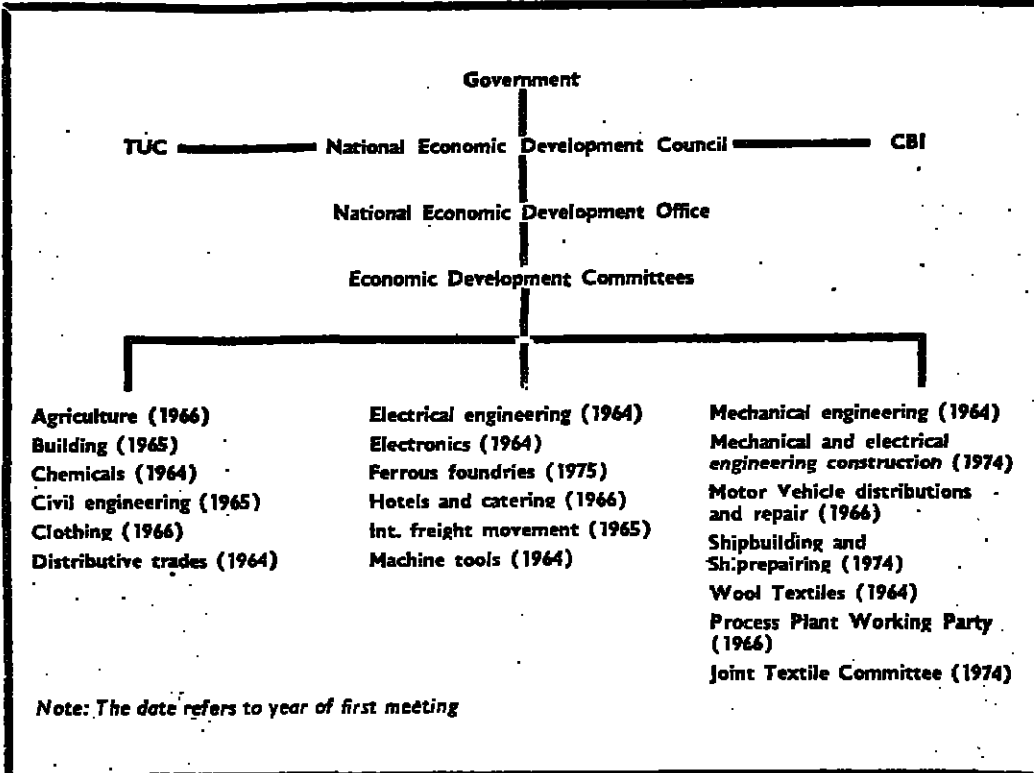 Government
TUC National Economic Development Council CBI
National Economic Development Office
Economic Development Committees
Agriculture (1966)
Building (1965)
Chemicals (1964)
Civil engineering (1965)
Clothing (1966)
Distributive trades (1964)
Electrical engineering (1964)
Electronics (1964)
Ferrous foundries (1975)
Hotels and catering (1966)
Int. freight movement (1965)
Machine tools (1964)
Mechanical engineering (1964)
Mechanical and electrical
engineering construction (1974)
Motor Vehicle distributions
and repair (1966)
Shipbuilding and
Shiprepairing (1974)
Wool Textiles (1964)
Process Plant Working Party
(1966)
Joint Textile Committee (1974)
Note: The date refers to year of first meeting